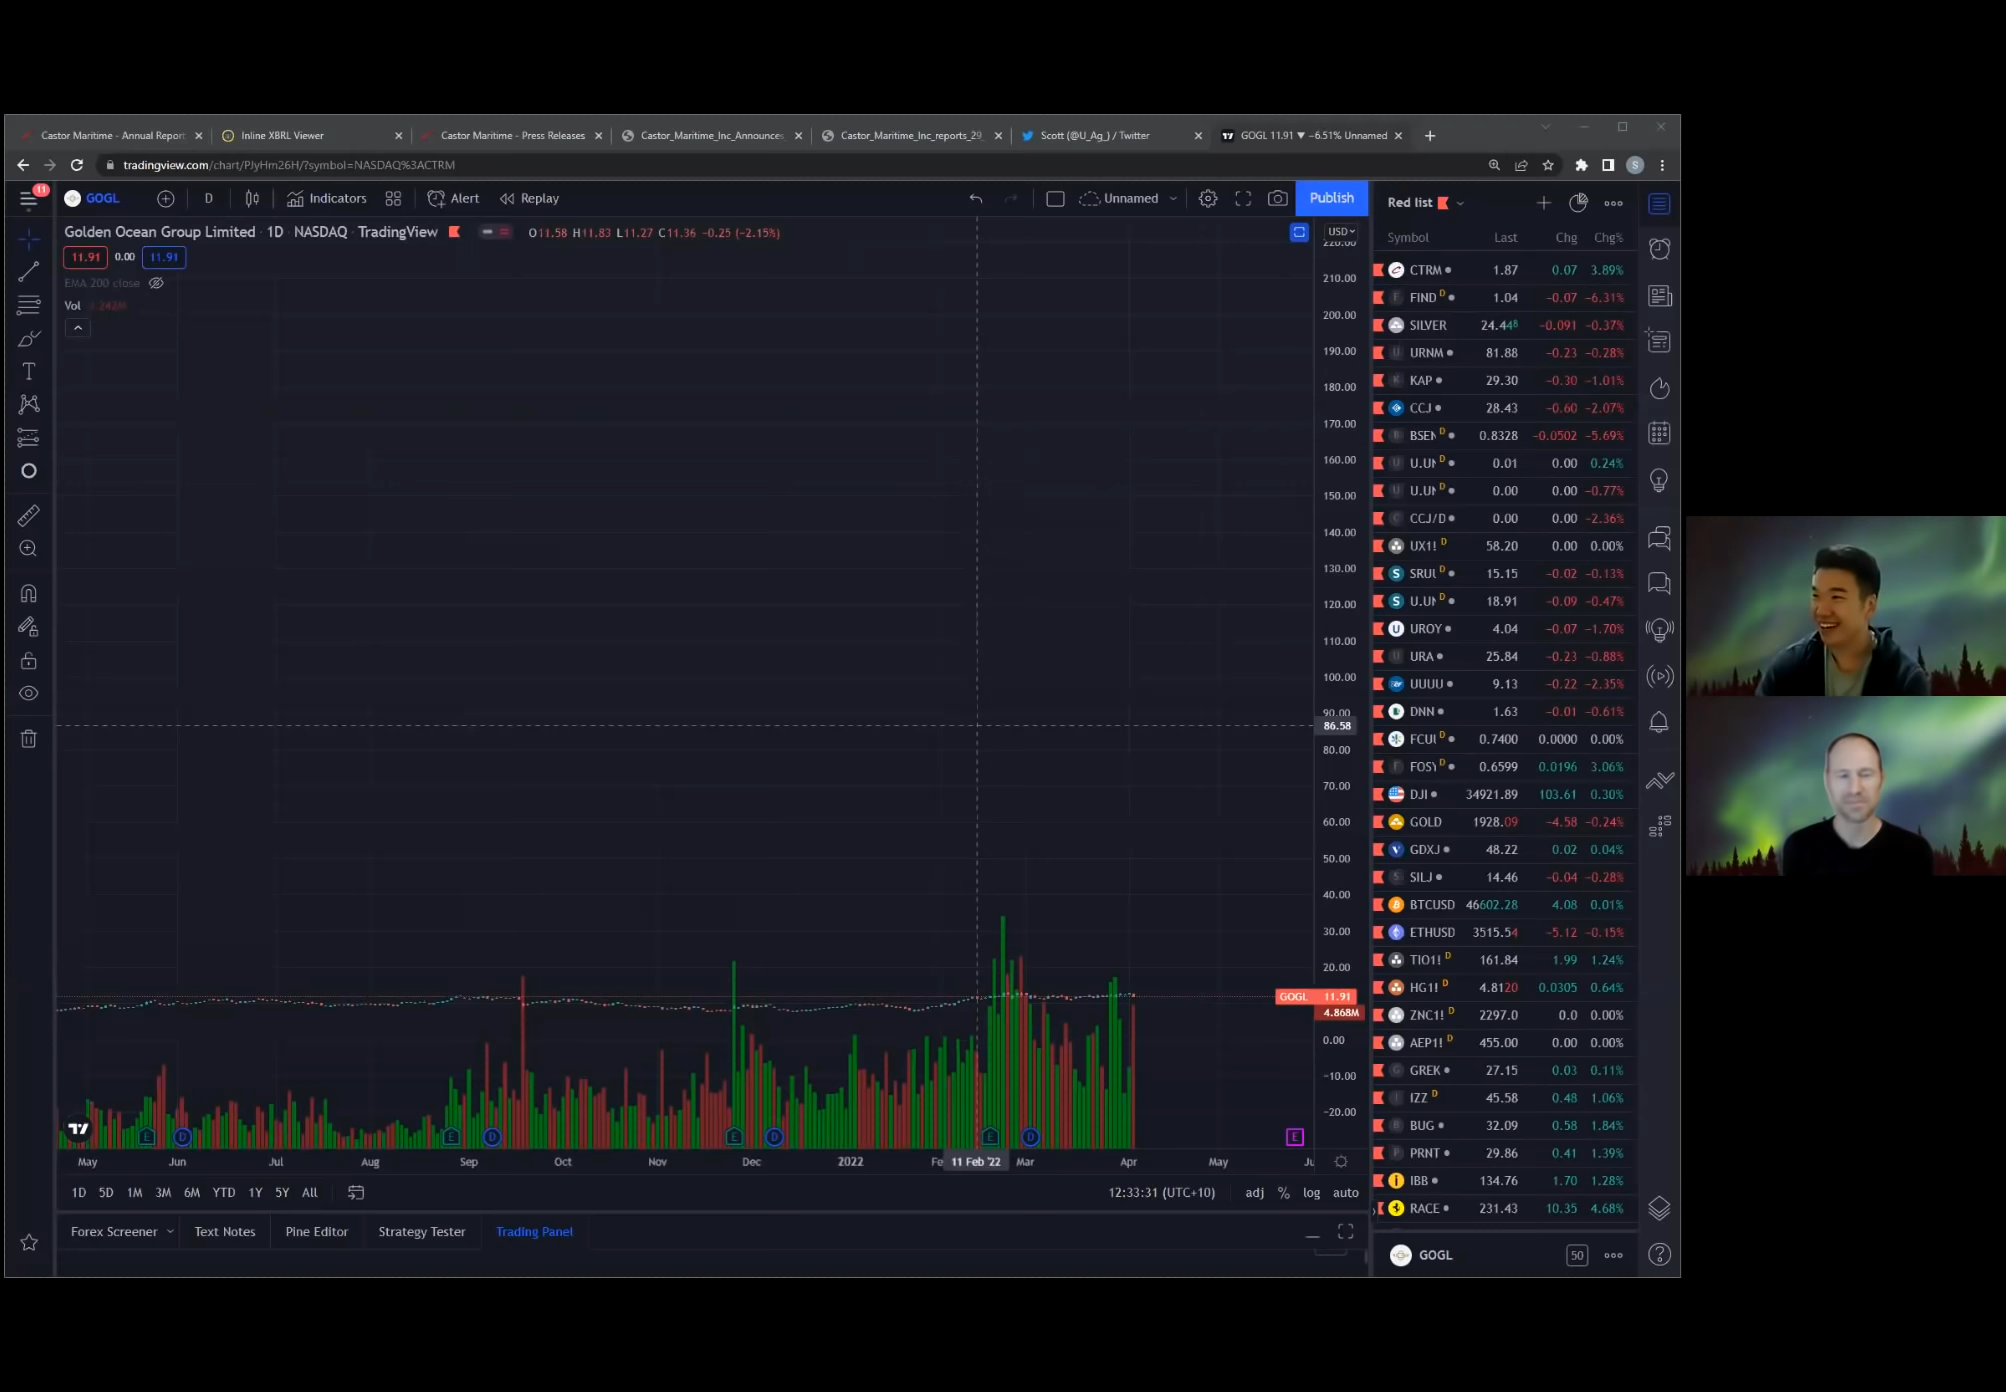 Castor Maritime - Annual Report
Inline XBRL Viewer
Castor Maritime - Press Releases
Castor_Maritime_Inc_Announces
Castor_Maritime_Inc_reports_29
Scott (@U_Ag_) / Twitter
GOGL 11.91 ▼ −6.51% Unnamed
tradingview.com/chart/PJyHm26H/?symbol=NASDAQ%3ACTRM
S
11
GOGL
D
Indicators
Alert
Replay
Unnamed
Publish
Red list
Golden Ocean Group Limited · 1D · NASDAQ · TradingView
O11.58 H11.83 L11.27 C11.36 −0.25 (−2.15%)
USD
11.91 0.00 11.91
EMA 200 close
Vol
220.00
210.00
200.00
190.00
180.00
170.00
160.00
150.00
140.00
130.00
120.00
110.00
100.00
90.00
86.58
80.00
70.00
60.00
50.00
40.00
30.00
20.00
GOGL 11.91
4.868M
0.00
−10.00
−20.00
E D E D E D E D E
May Jun Jul Aug Sep Oct Nov Dec 2022 Fe 11 Feb '22 Mar Apr May Ju
1D 5D 1M 3M 6M YTD 1Y 5Y All
12:33:31 (UTC+10) adj % log auto
Forex Screener Text Notes Pine Editor Strategy Tester Trading Panel
Symbol Last Chg Chg%
CTRM 1.87 0.07 3.89%
FIND D 1.04 −0.07 −6.31%
SILVER 24.448 −0.091 −0.37%
URNM 81.88 −0.23 −0.28%
KAP 29.30 −0.30 −1.01%
CCJ 28.43 −0.60 −2.07%
BSEN D 0.8328 −0.0502 −5.69%
U.UN D 0.01 0.00 0.24%
U.UN D 0.00 0.00 −0.77%
CCJ/D 0.00 0.00 −2.36%
UX1! D 58.20 0.00 0.00%
SRUU D 15.15 −0.02 −0.13%
U.UN D 18.91 −0.09 −0.47%
UROY 4.04 −0.07 −1.70%
URA 25.84 −0.23 −0.88%
UUUU 9.13 −0.22 −2.35%
DNN 1.63 −0.01 −0.61%
FCUU D 0.7400 0.0000 0.00%
FOSY D 0.6599 0.0196 3.06%
DJI 34921.89 103.61 0.30%
GOLD 1928.09 −4.58 −0.24%
GDXJ 48.22 0.02 0.04%
SILJ 14.46 −0.04 −0.28%
BTCUSD 46602.28 4.08 0.01%
ETHUSD 3515.54 −5.12 −0.15%
TIO1! D 161.84 1.99 1.24%
HG1! D 4.8120 0.0305 0.64%
ZNC1! D 2297.0 0.0 0.00%
AEP1! D 455.00 0.00 0.00%
GREK 27.15 0.03 0.11%
IZZ D 45.58 0.48 1.06%
BUG 32.09 0.58 1.84%
PRNT 29.86 0.41 1.39%
IBB 134.76 1.70 1.28%
RACE 231.43 10.35 4.68%
GOGL 50